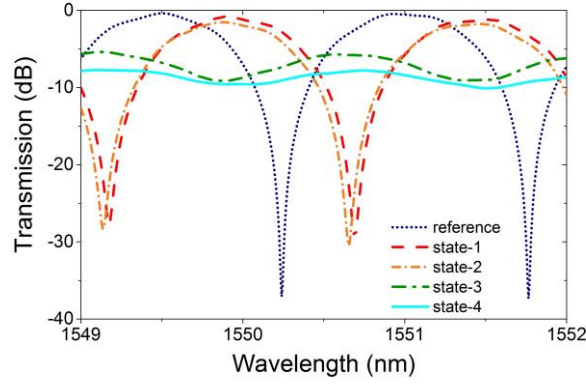 0
-10
-20
-30
-40
Transmission (dB)
reference
state-1
state-2
state-3
state-4
1549
1550
1551
1552
Wavelength (nm)